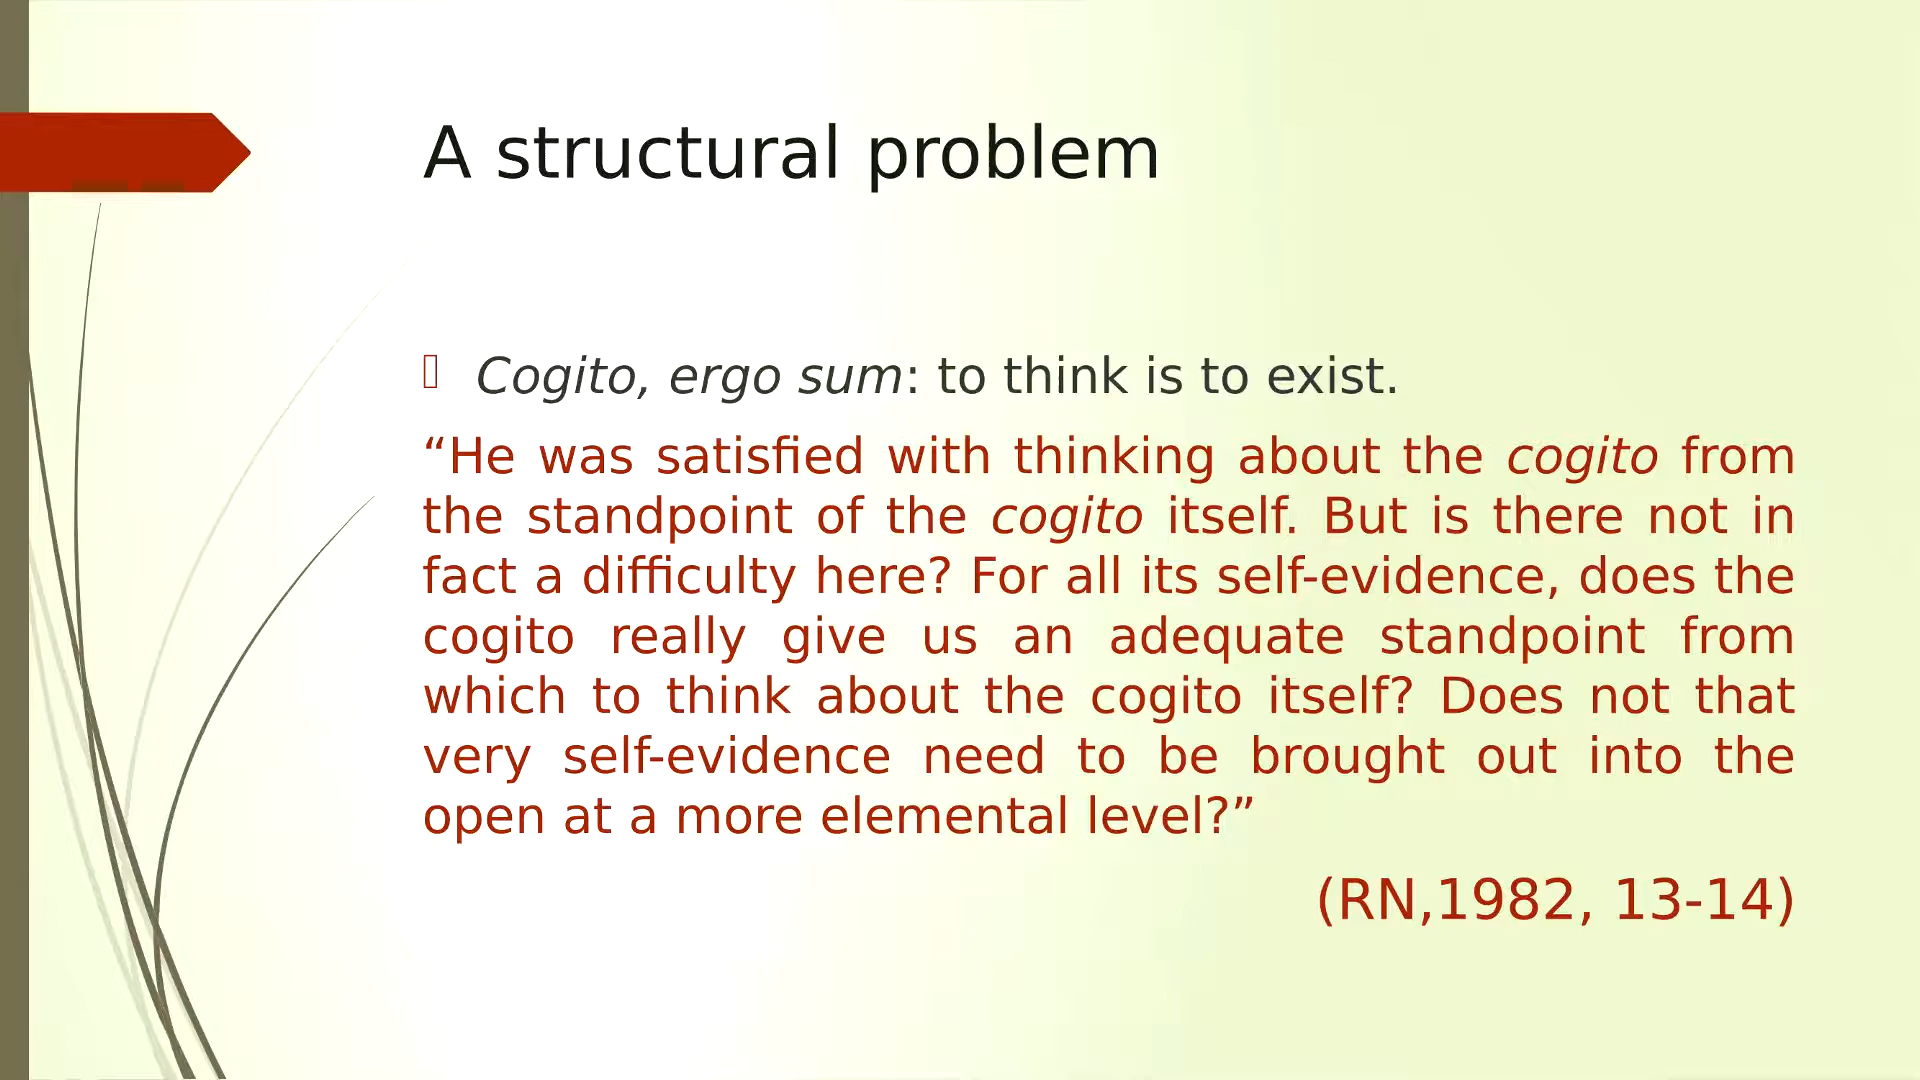 A structural problem
Cogito, ergo sum: to think is to exist.
“He was satisfied with thinking about the cogito from
the standpoint of the cogito itself. But is there not in
fact a difficulty here? For all its self-evidence, does the
cogito really give us an adequate standpoint from
which to think about the cogito itself? Does not that
very self-evidence need to be brought out into the
open at a more elemental level?”
(RN,1982, 13-14)